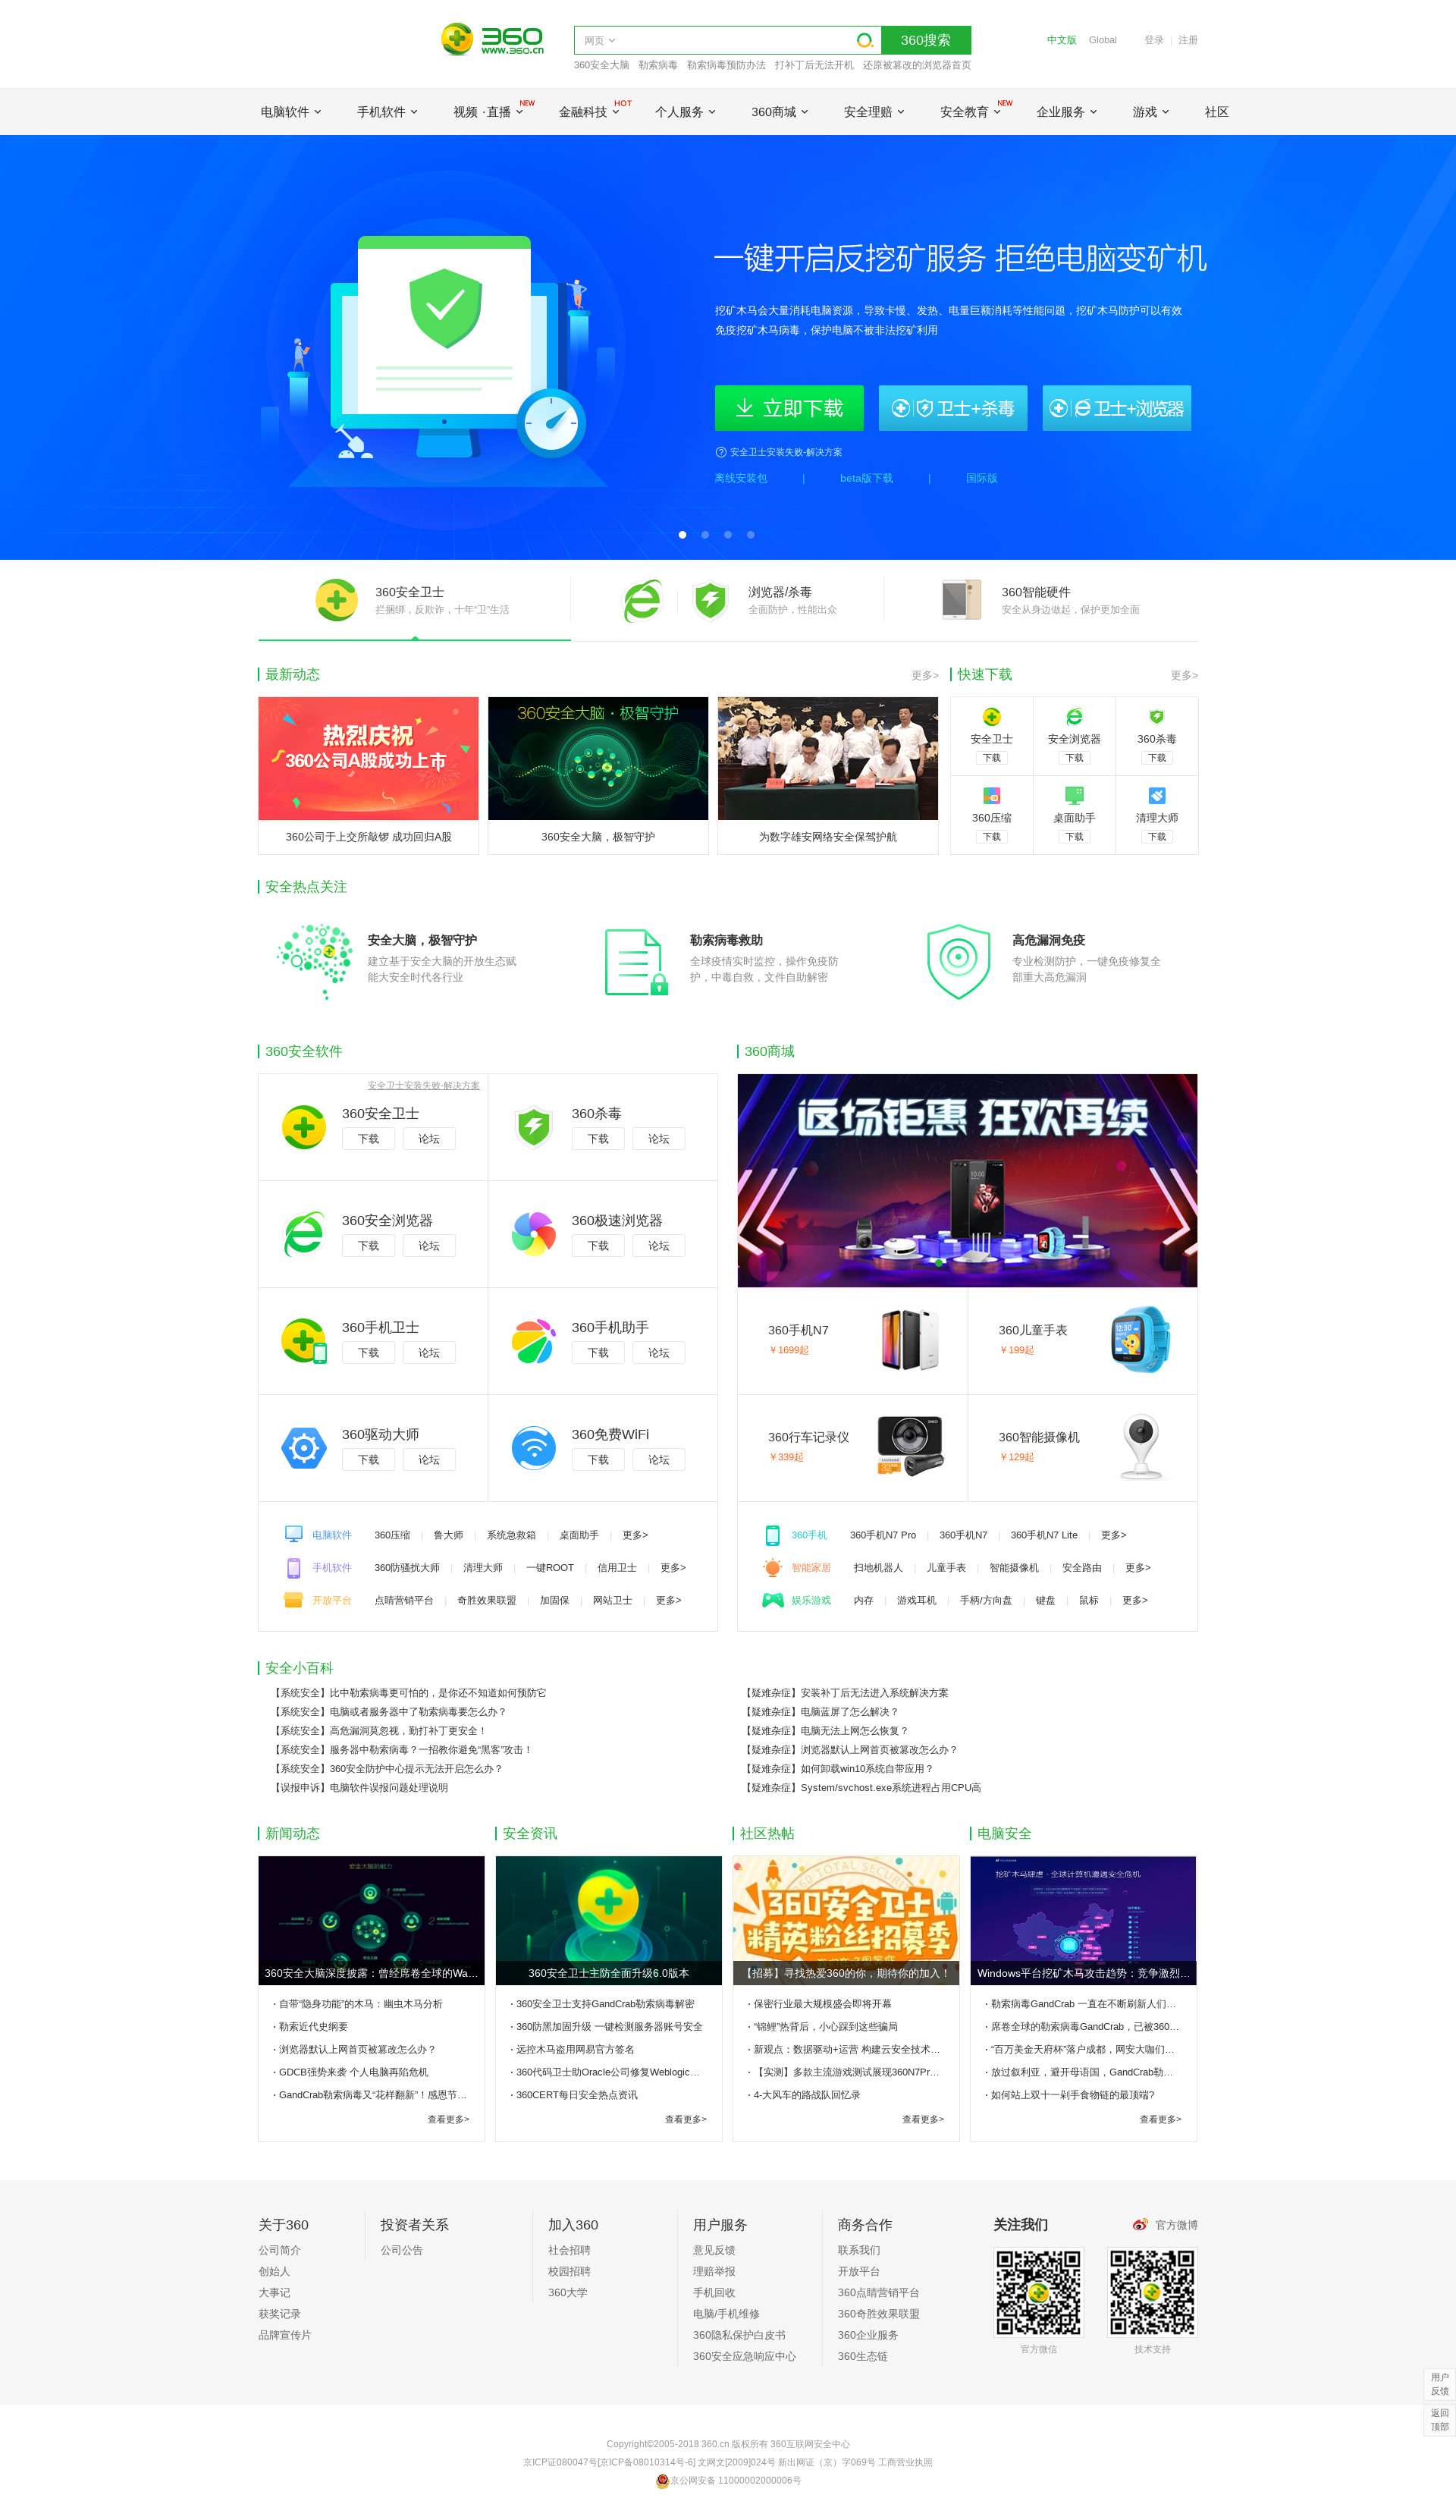 360
www.360.cn
网页
360搜索
中文版 Global 登录 | 注册
360安全大脑 勒索病毒 勒索病毒预防办法 打补丁后无法开机 还原被篡改的浏览器首页
电脑软件 手机软件 视频 ·直播 NEW 金融科技 HOT 个人服务 360商城 安全理赔 安全教育 NEW 企业服务 游戏 社区
一键开启反挖矿服务 拒绝电脑变矿机
挖矿木马会大量消耗电脑资源，导致卡慢、发热、电量巨额消耗等性能问题，挖矿木马防护可以有效
免疫挖矿木马病毒，保护电脑不被非法挖矿利用
立即下载 卫士+杀毒 卫士+浏览器
安全卫士安装失败-解决方案
离线安装包 | beta版下载 | 国际版
360安全卫士
拦捆绑，反欺诈，十年“卫”生活
浏览器/杀毒
全面防护，性能出众
360智能硬件
安全从身边做起，保护更加全面
最新动态 更多>
热烈庆祝
360公司A股成功上市
360安全大脑·极智守护
360公司于上交所敲锣 成功回归A股
360安全大脑，极智守护
为数字雄安网络安全保驾护航
快速下载 更多>
安全卫士 安全浏览器 360杀毒
下载 下载 下载
360压缩 桌面助手 清理大师
下载 下载 下载
安全热点关注
安全大脑，极智守护
建立基于安全大脑的开放生态赋
能大安全时代各行业
勒索病毒救助
全球疫情实时监控，操作免疫防
护，中毒自救，文件自助解密
高危漏洞免疫
专业检测防护，一键免疫修复全
部重大高危漏洞
360安全软件
安全卫士安装失败-解决方案
360安全卫士
下载 论坛
360杀毒
下载 论坛
360安全浏览器
下载 论坛
360极速浏览器
下载 论坛
360手机卫士
下载 论坛
360手机助手
下载 论坛
360驱动大师
下载 论坛
360免费WiFi
下载 论坛
电脑软件 360压缩 | 鲁大师 | 系统急救箱 | 桌面助手 | 更多>
手机软件 360防骚扰大师 | 清理大师 | 一键ROOT | 信用卫士 | 更多>
开放平台 点睛营销平台 | 奇胜效果联盟 | 加固保 | 网站卫士 | 更多>
360商城
返场钜惠 狂欢再续
360手机N7
￥1699起
360儿童手表
￥199起
360行车记录仪
￥339起
360智能摄像机
￥129起
360手机 360手机N7 Pro | 360手机N7 | 360手机N7 Lite | 更多>
智能家居 扫地机器人 | 儿童手表 | 智能摄像机 | 安全路由 | 更多>
娱乐游戏 内存 | 游戏耳机 | 手柄/方向盘 | 键盘 | 鼠标 | 更多>
安全小百科
【系统安全】比中勒索病毒更可怕的，是你还不知道如何预防它
【系统安全】电脑或者服务器中了勒索病毒要怎么办？
【系统安全】高危漏洞莫忽视，勤打补丁更安全！
【系统安全】服务器中勒索病毒？一招教你避免“黑客”攻击！
【系统安全】360安全防护中心提示无法开启怎么办？
【误报申诉】电脑软件误报问题处理说明
【疑难杂症】安装补丁后无法进入系统解决方案
【疑难杂症】电脑蓝屏了怎么解决？
【疑难杂症】电脑无法上网怎么恢复？
【疑难杂症】浏览器默认上网首页被篡改怎么办？
【疑难杂症】如何卸载win10系统自带应用？
【疑难杂症】System/svchost.exe系统进程占用CPU高
新闻动态
安全大脑的能力
360安全大脑深度披露：曾经席卷全球的Wa…
· 自带“隐身功能”的木马：幽虫木马分析
· 勒索近代史纲要
· 浏览器默认上网首页被篡改怎么办？
· GDCB强势来袭 个人电脑再陷危机
· GandCrab勒索病毒又“花样翻新”！感恩节…
查看更多>
安全资讯
360安全卫士主防全面升级6.0版本
· 360安全卫士支持GandCrab勒索病毒解密
· 360防黑加固升级 一键检测服务器账号安全
· 远控木马盗用网易官方签名
· 360代码卫士助Oracle公司修复Weblogic…
· 360CERT每日安全热点资讯
查看更多>
社区热帖
360安全卫士
精英粉丝招募季
【招募】寻找热爱360的你，期待你的加入！
· 保密行业最大规模盛会即将开幕
· “锦鲤”热背后，小心踩到这些骗局
· 新观点：数据驱动+运营 构建云安全技术…
· 【实测】多款主流游戏测试展现360N7Pr…
· 4-大风车的路战队回忆录
查看更多>
电脑安全
挖矿木马肆虐·全球计算机遭遇安全危机
Windows平台挖矿木马攻击趋势：竞争激烈…
· 勒索病毒GandCrab 一直在不断刷新人们…
· 席卷全球的勒索病毒GandCrab，已被360…
· “百万美金天府杯”落户成都，网安大咖们…
· 放过叙利亚，避开母语国，GandCrab勒…
· 如何站上双十一剁手食物链的最顶端?
查看更多>
关于360
公司简介
创始人
大事记
获奖记录
品牌宣传片
投资者关系
公司公告
加入360
社会招聘
校园招聘
360大学
用户服务
意见反馈
理赔举报
手机回收
电脑/手机维修
360隐私保护白皮书
360安全应急响应中心
商务合作
联系我们
开放平台
360点睛营销平台
360奇胜效果联盟
360企业服务
360生态链
关注我们 官方微博
官方微信 技术支持
用户
反馈
返回
顶部
Copyright©2005-2018 360.cn 版权所有 360互联网安全中心
京ICP证080047号[京ICP备08010314号-6] 文网文[2009]024号 新出网证（京）字069号 工商营业执照
京公网安备 11000002000006号